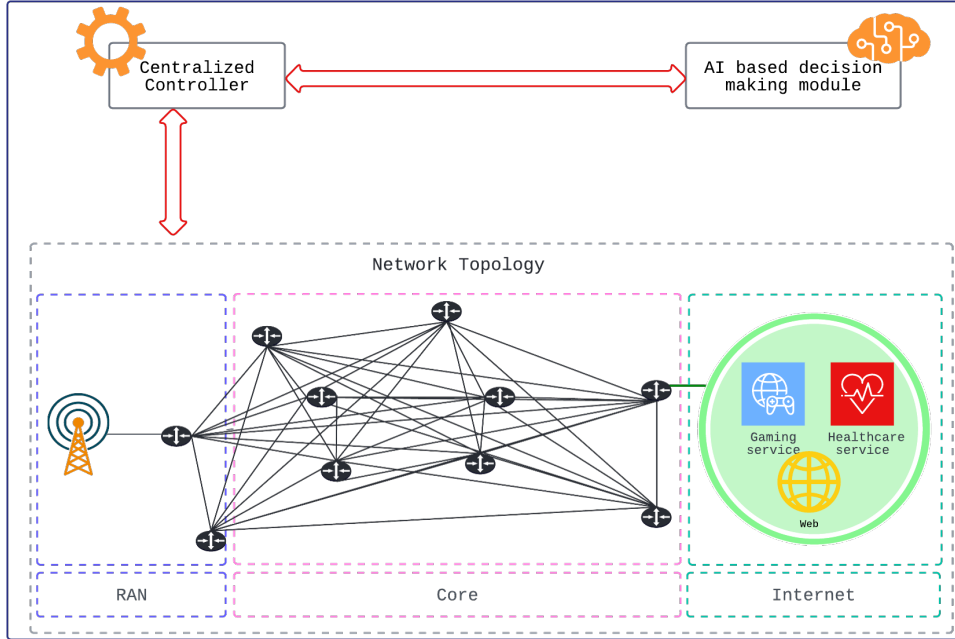 Centralized
Controller
AI based decision
making module
Network Topology
Gaming
service
Healthcare
service
Web
RAN
Core
Internet